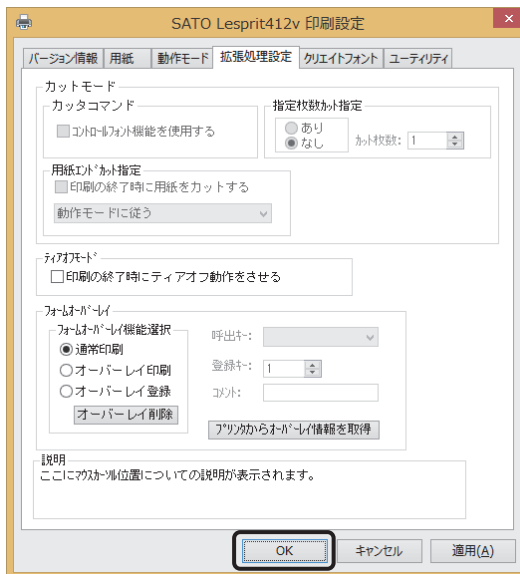 SATO Lesprit412v 印刷設定
×
バージョン情報 用紙 動作モード 拡張処理設定 クリエイトフォント ユーティリティ
カットモード
カッタコマンド
コントロールフォント機能を使用する
指定枚数カット指定
あり
なし
カット枚数: 1
用紙エンドカット指定
印刷の終了時に用紙をカットする
動作モードに従う
ティアオフモード
印刷の終了時にティアオフ動作をさせる
フォームオーバーレイ
フォームオーバーレイ機能選択
通常印刷
オーバーレイ印刷
オーバーレイ登録
オーバーレイ削除
呼出キー:
登録キー: 1
コメント:
プリンタからオーバーレイ情報を取得
説明
ここにマウスカーソル位置についての説明が表示されます。
OK キャンセル 適用(A)